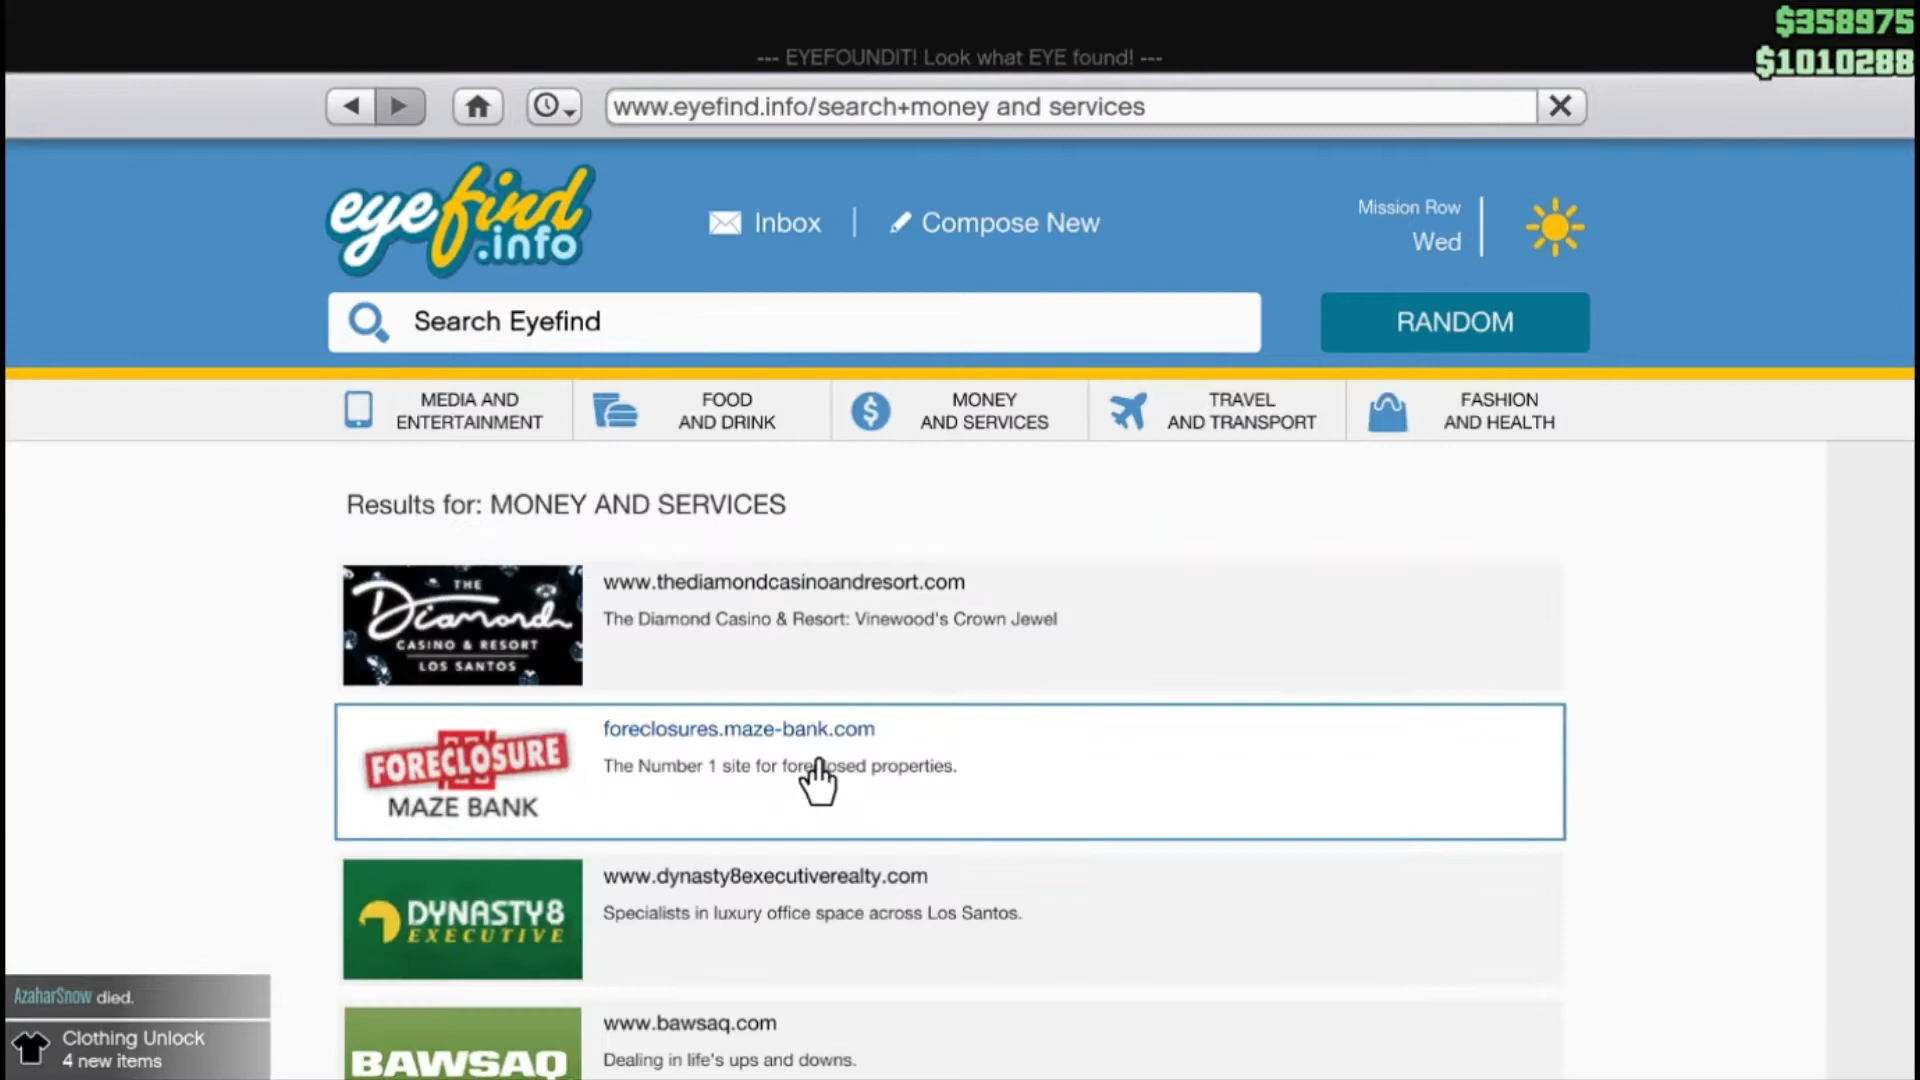 $358975
--- EYEFOUNDIT! Look what EYE found! ---
$1010288
www.eyefind.info/search+money and services
eyefind
.info
Inbox
Compose New
Mission Row
Wed
Search Eyefind
RANDOM
MEDIA AND
ENTERTAINMENT
FOOD
AND DRINK
MONEY
AND SERVICES
TRAVEL
AND TRANSPORT
FASHION
AND HEALTH
Results for: MONEY AND SERVICES
THE
Diamond
CASINO & RESORT
LOS SANTOS
www.thediamondcasinoandresort.com
The Diamond Casino & Resort: Vinewood's Crown Jewel
FORECLOSURE
MAZE BANK
foreclosures.maze-bank.com
The Number 1 site for foreclosed properties.
DYNASTY8
EXECUTIVE
www.dynasty8executiverealty.com
Specialists in luxury office space across Los Santos.
BAWSAQ
www.bawsaq.com
Dealing in life's ups and downs.
AzaharSnow died.
Clothing Unlock
4 new items